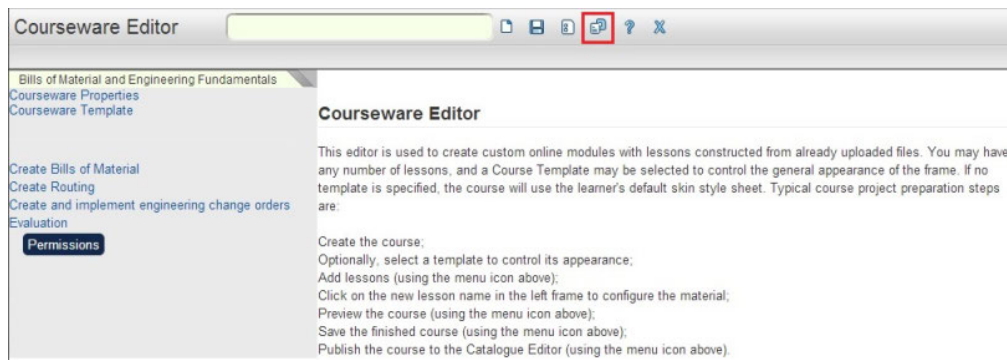 Courseware Editor
Bills of Material and Engineering Fundamentals
Courseware Properties
Courseware Template
Create Bills of Material
Create Routing
Create and implement engineering change orders
Evaluation
Permissions
Courseware Editor
This editor is used to create custom online modules with lessons constructed from already uploaded files. You may have
any number of lessons, and a Course Template may be selected to control the general appearance of the frame. If no
template is specified, the course will use the learner's default skin style sheet. Typical course project preparation steps
are:
Create the course;
Optionally, select a template to control its appearance;
Add lessons (using the menu icon above);
Click on the new lesson name in the left frame to configure the material;
Preview the course (using the menu icon above);
Save the finished course (using the menu icon above);
Publish the course to the Catalogue Editor (using the menu icon above).